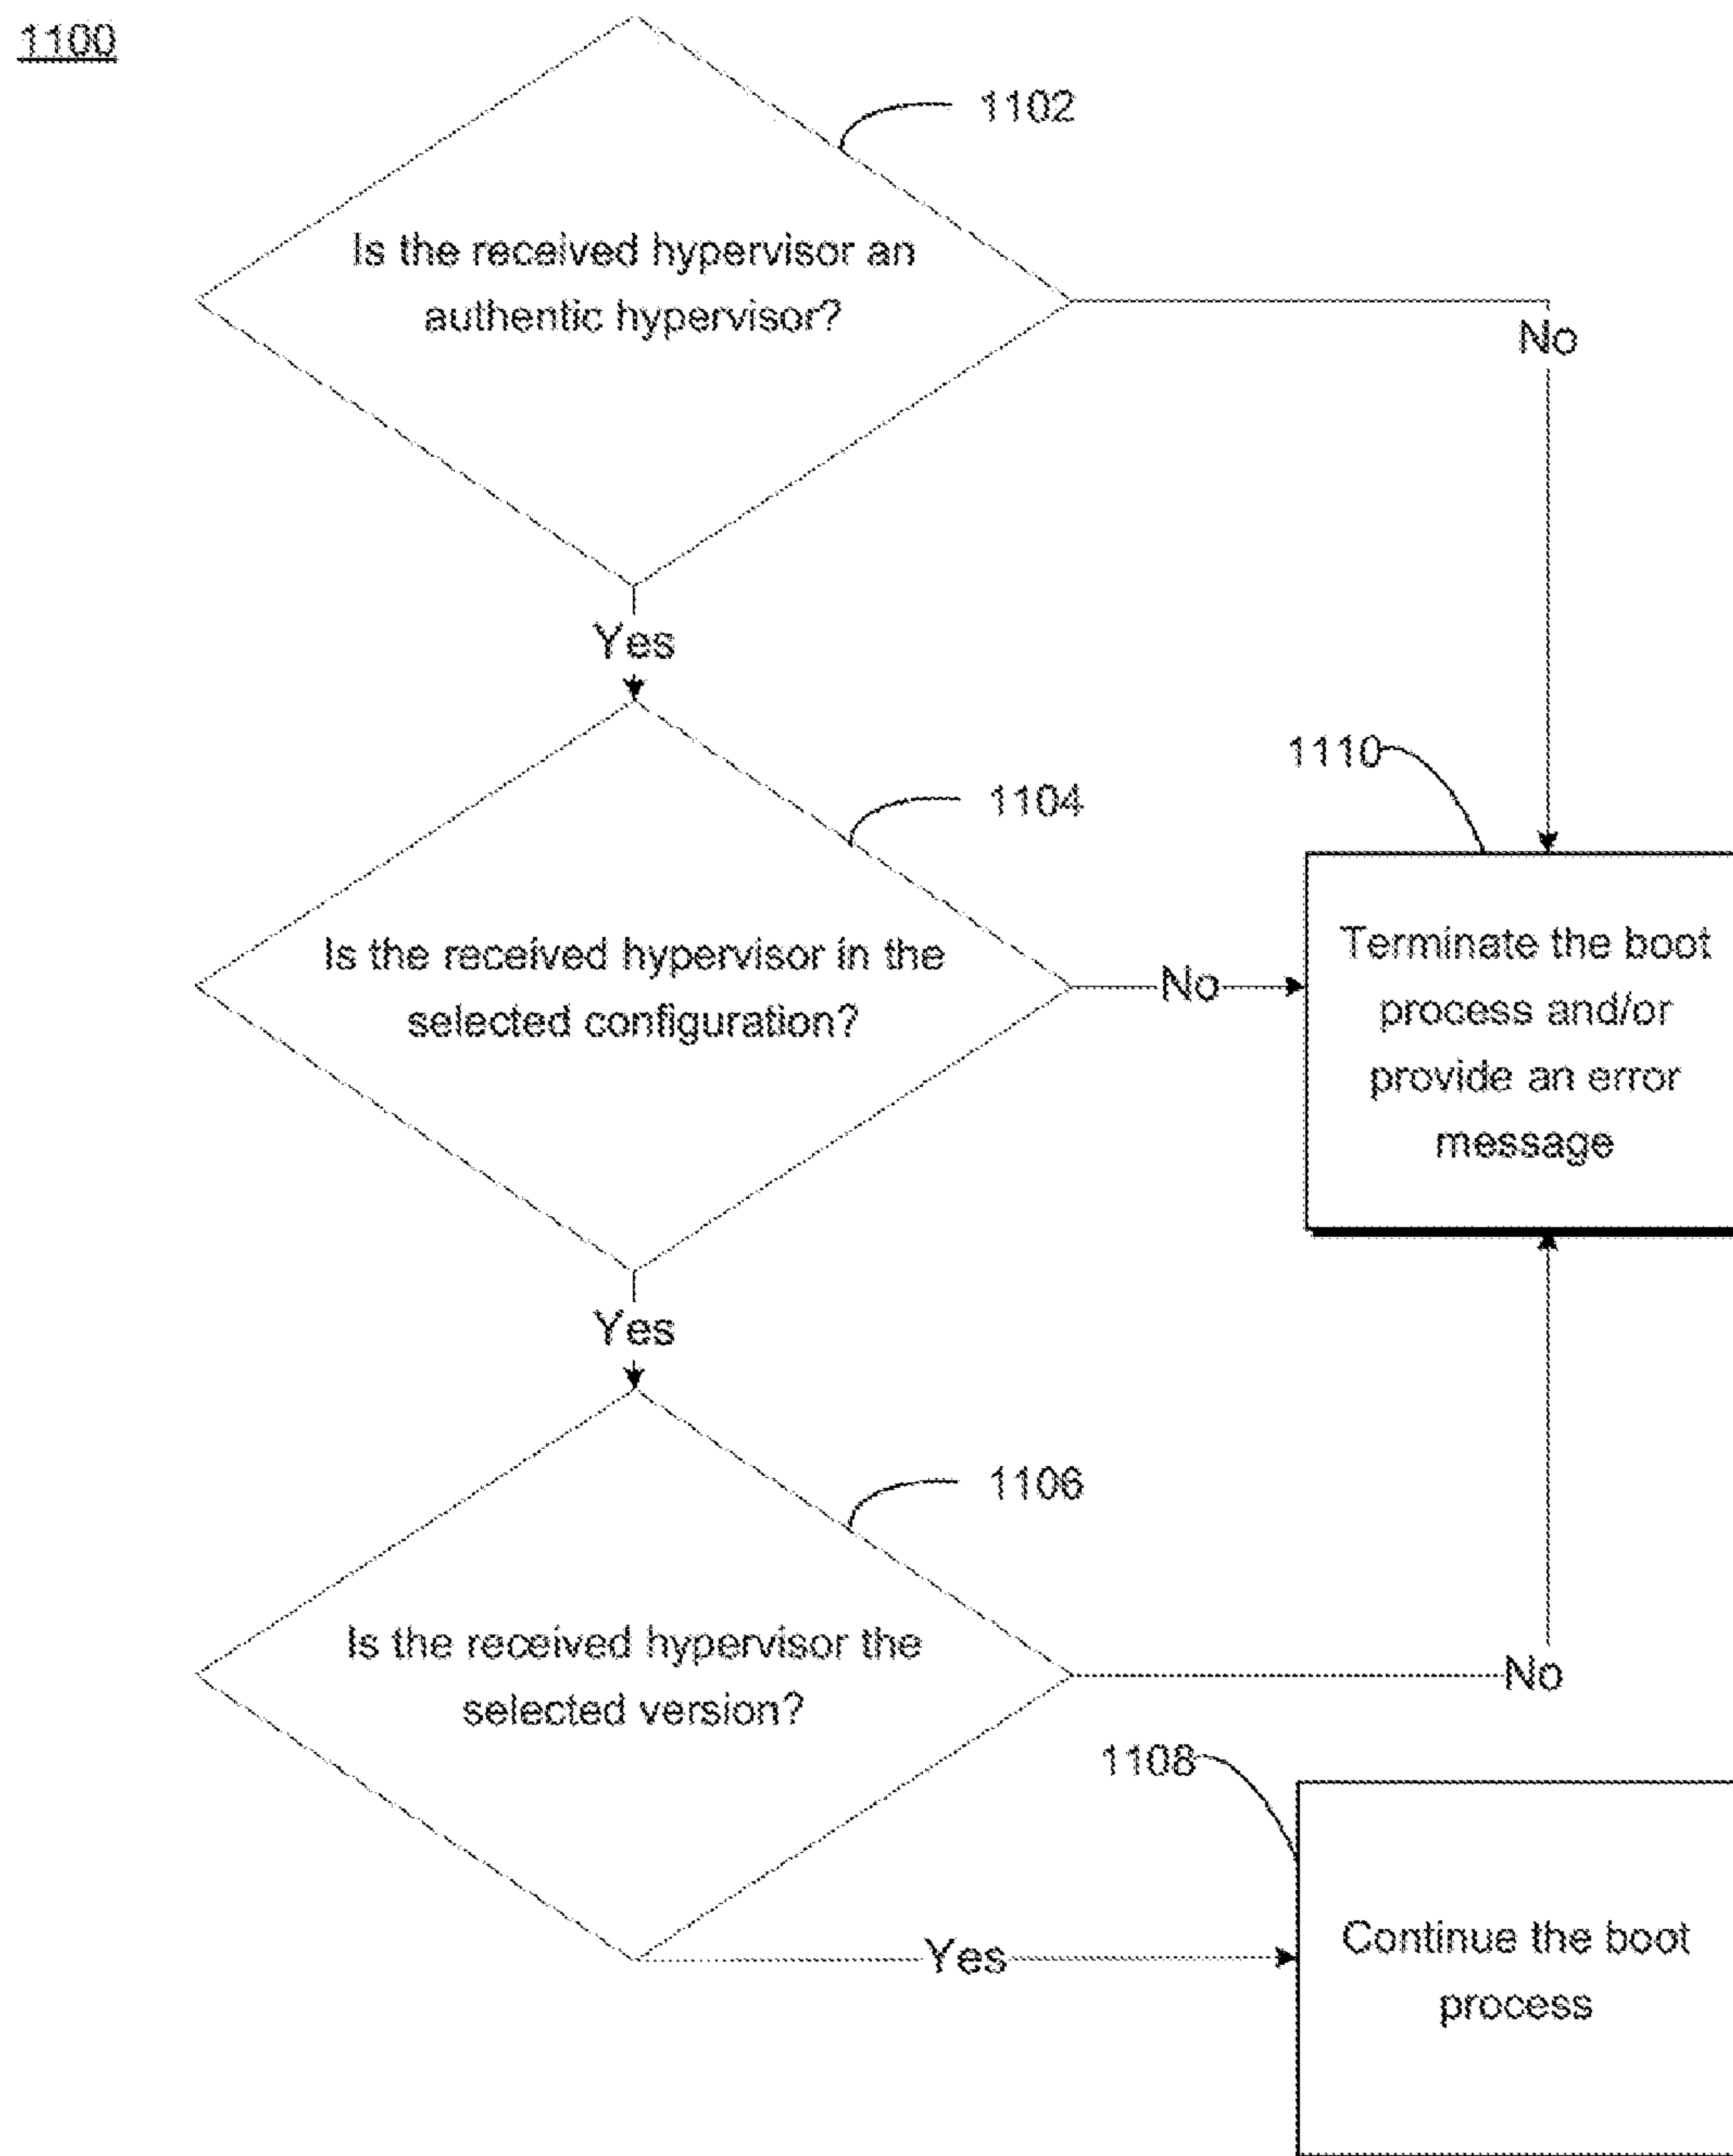 1100
1102
Is the received hypervisor an
authentic hypervisor?
No
Yes
1104
1110
Is the received hypervisor in the
selected configuration?
No
Terminate the boot
process and/or
provide an error
message
Yes
1106
Is the received hypervisor the
selected version?
No
1108
Yes
Continue the boot
process